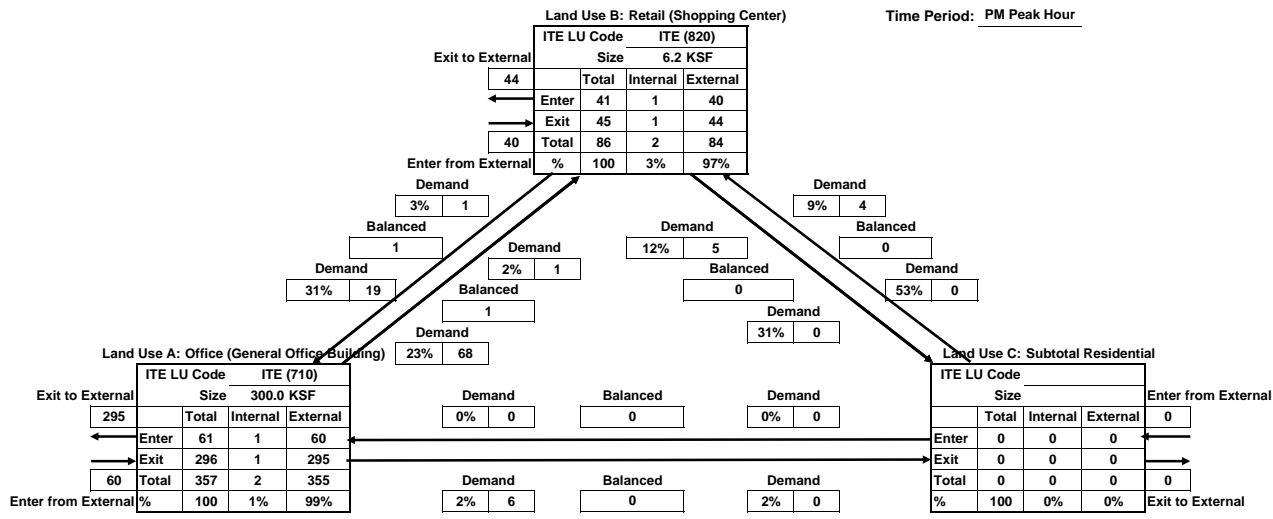 Land Use B: Retail (Shopping Center)
Time Period: PM Peak Hour
ITE LU Code ITE (820)
Exit to External
Size 6.2 KSF
44
Total Internal External
Enter 41 1 40
Exit 45 1 44
40
Total 86 2 84
Enter from External
% 100 3% 97%
Demand
3% 1
Balanced
1
Demand
31% 19
Demand
2% 1
Balanced
1
Demand
23% 68
Demand
12% 5
Balanced
0
Demand
31% 0
Demand
9% 4
Balanced
0
Demand
53% 0
Land Use A: Office (General Office Building)
ITE LU Code ITE (710)
Exit to External
Size 300.0 KSF
295
Total Internal External
Enter 61 1 60
Exit 296 1 295
60
Total 357 2 355
Enter from External
% 100 1% 99%
Demand Balanced Demand
0% 0 0 0% 0
Demand Balanced Demand
2% 6 0 2% 0
Land Use C: Subtotal Residential
ITE LU Code
Size
Enter from External
Total Internal External
0
Enter 0 0 0
Exit 0 0 0
Total 0 0 0
0
% 100 0% 0%
Exit to External